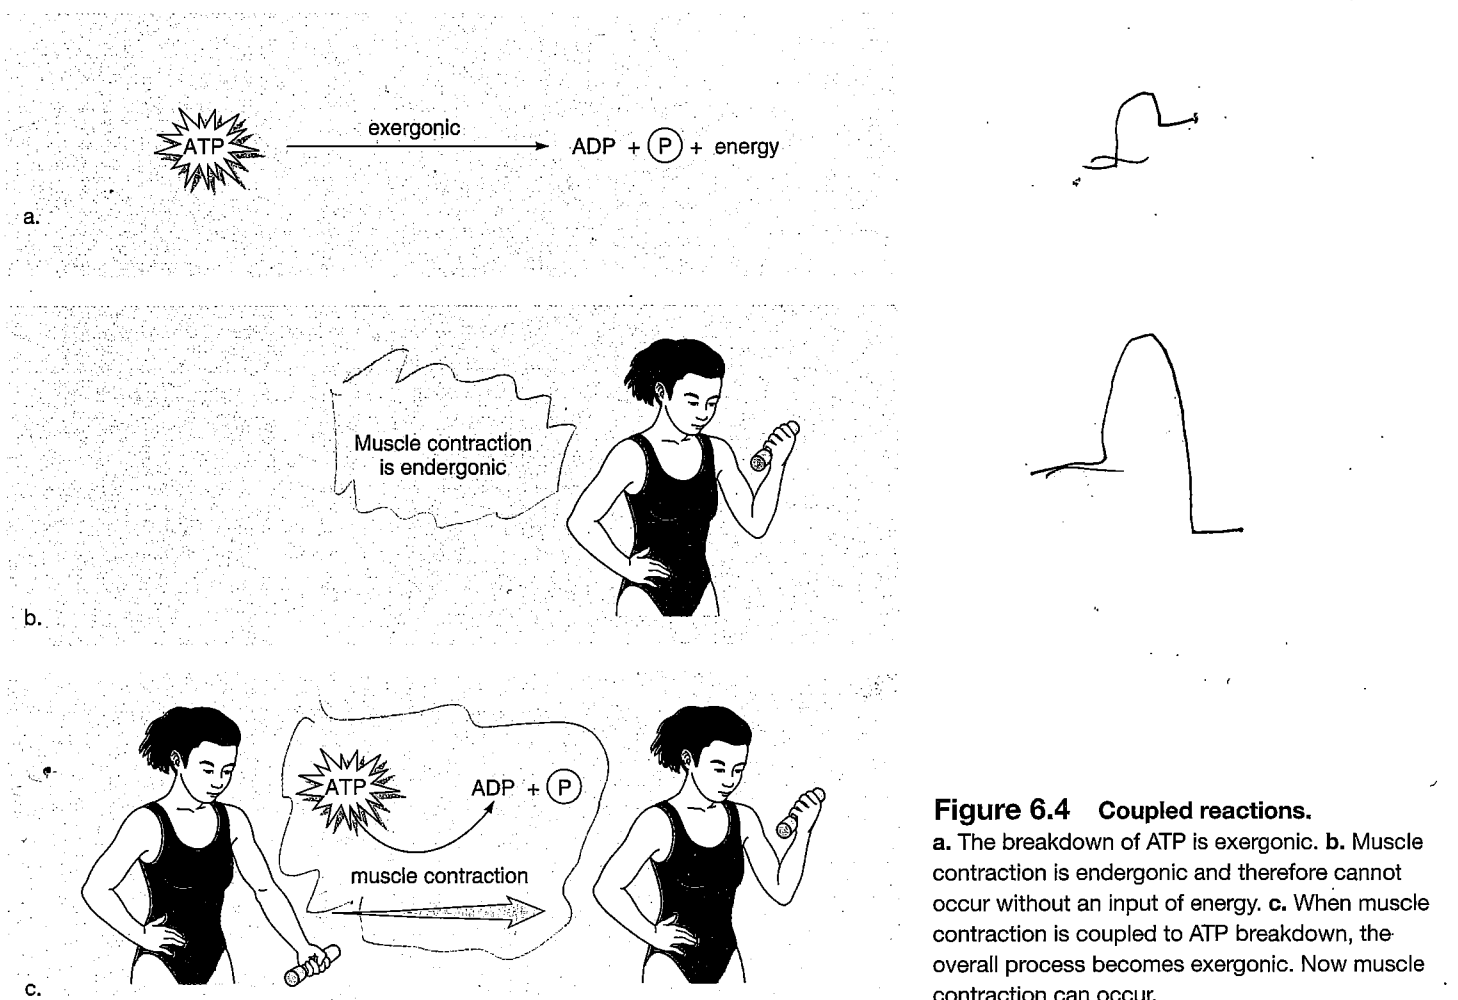 ATP
exergonic
ADP + P + energy
a.
Muscle contraction
is endergonic
b.
ATP
ADP + P
muscle contraction
c.
Figure 6.4 Coupled reactions.
a. The breakdown of ATP is exergonic. b. Muscle
contraction is endergonic and therefore cannot
occur without an input of energy. c. When muscle
contraction is coupled to ATP breakdown, the
overall process becomes exergonic. Now muscle
contraction can occur.